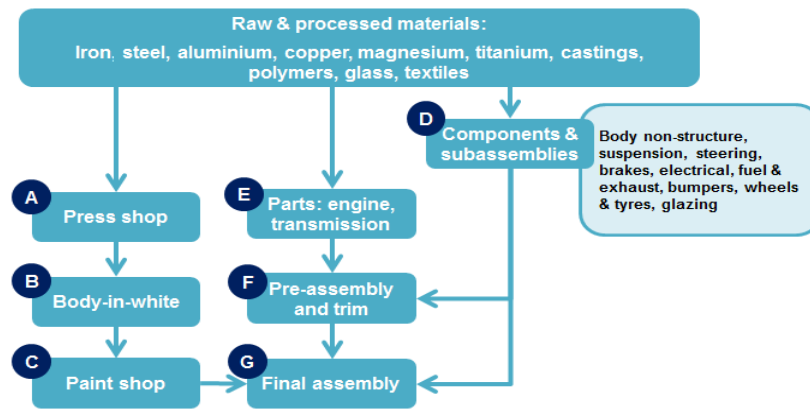 Raw & processed materials:
Iron, steel, aluminium, copper, magnesium, titanium, castings,
polymers, glass, textiles
D
Components &
subassemblies
Body non-structure,
suspension, steering,
brakes, electrical, fuel &
exhaust, bumpers, wheels
& tyres, glazing
A
Press shop
E
Parts: engine,
transmission
B
Body-in-white
F
Pre-assembly
and trim
C
Paint shop
G
Final assembly